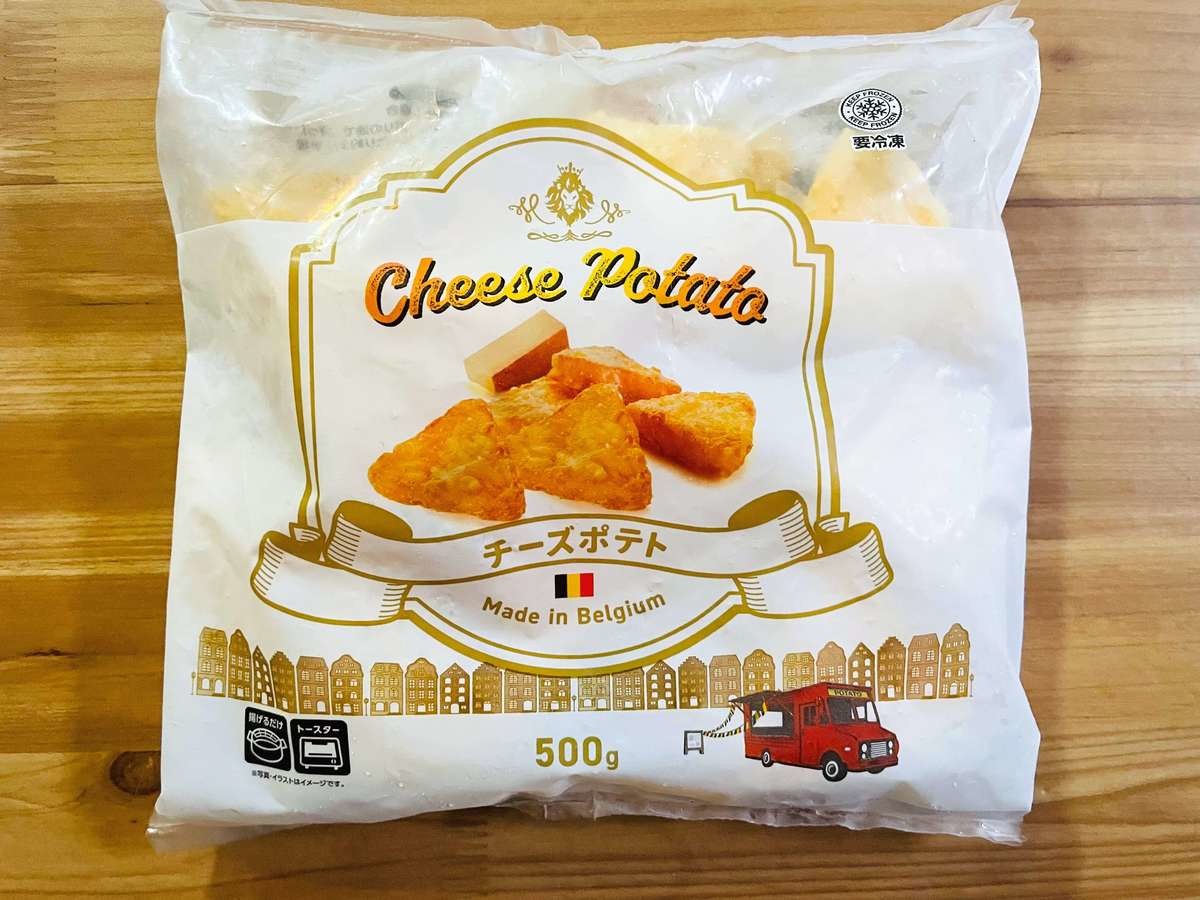 KEEP FROZEN
KEEP FROZEN
要冷凍
Cheese Potato
チーズポテト
Made in Belgium
POTATO
揚げるだけ
トースター
※写真・イラストはイメージです。
500g